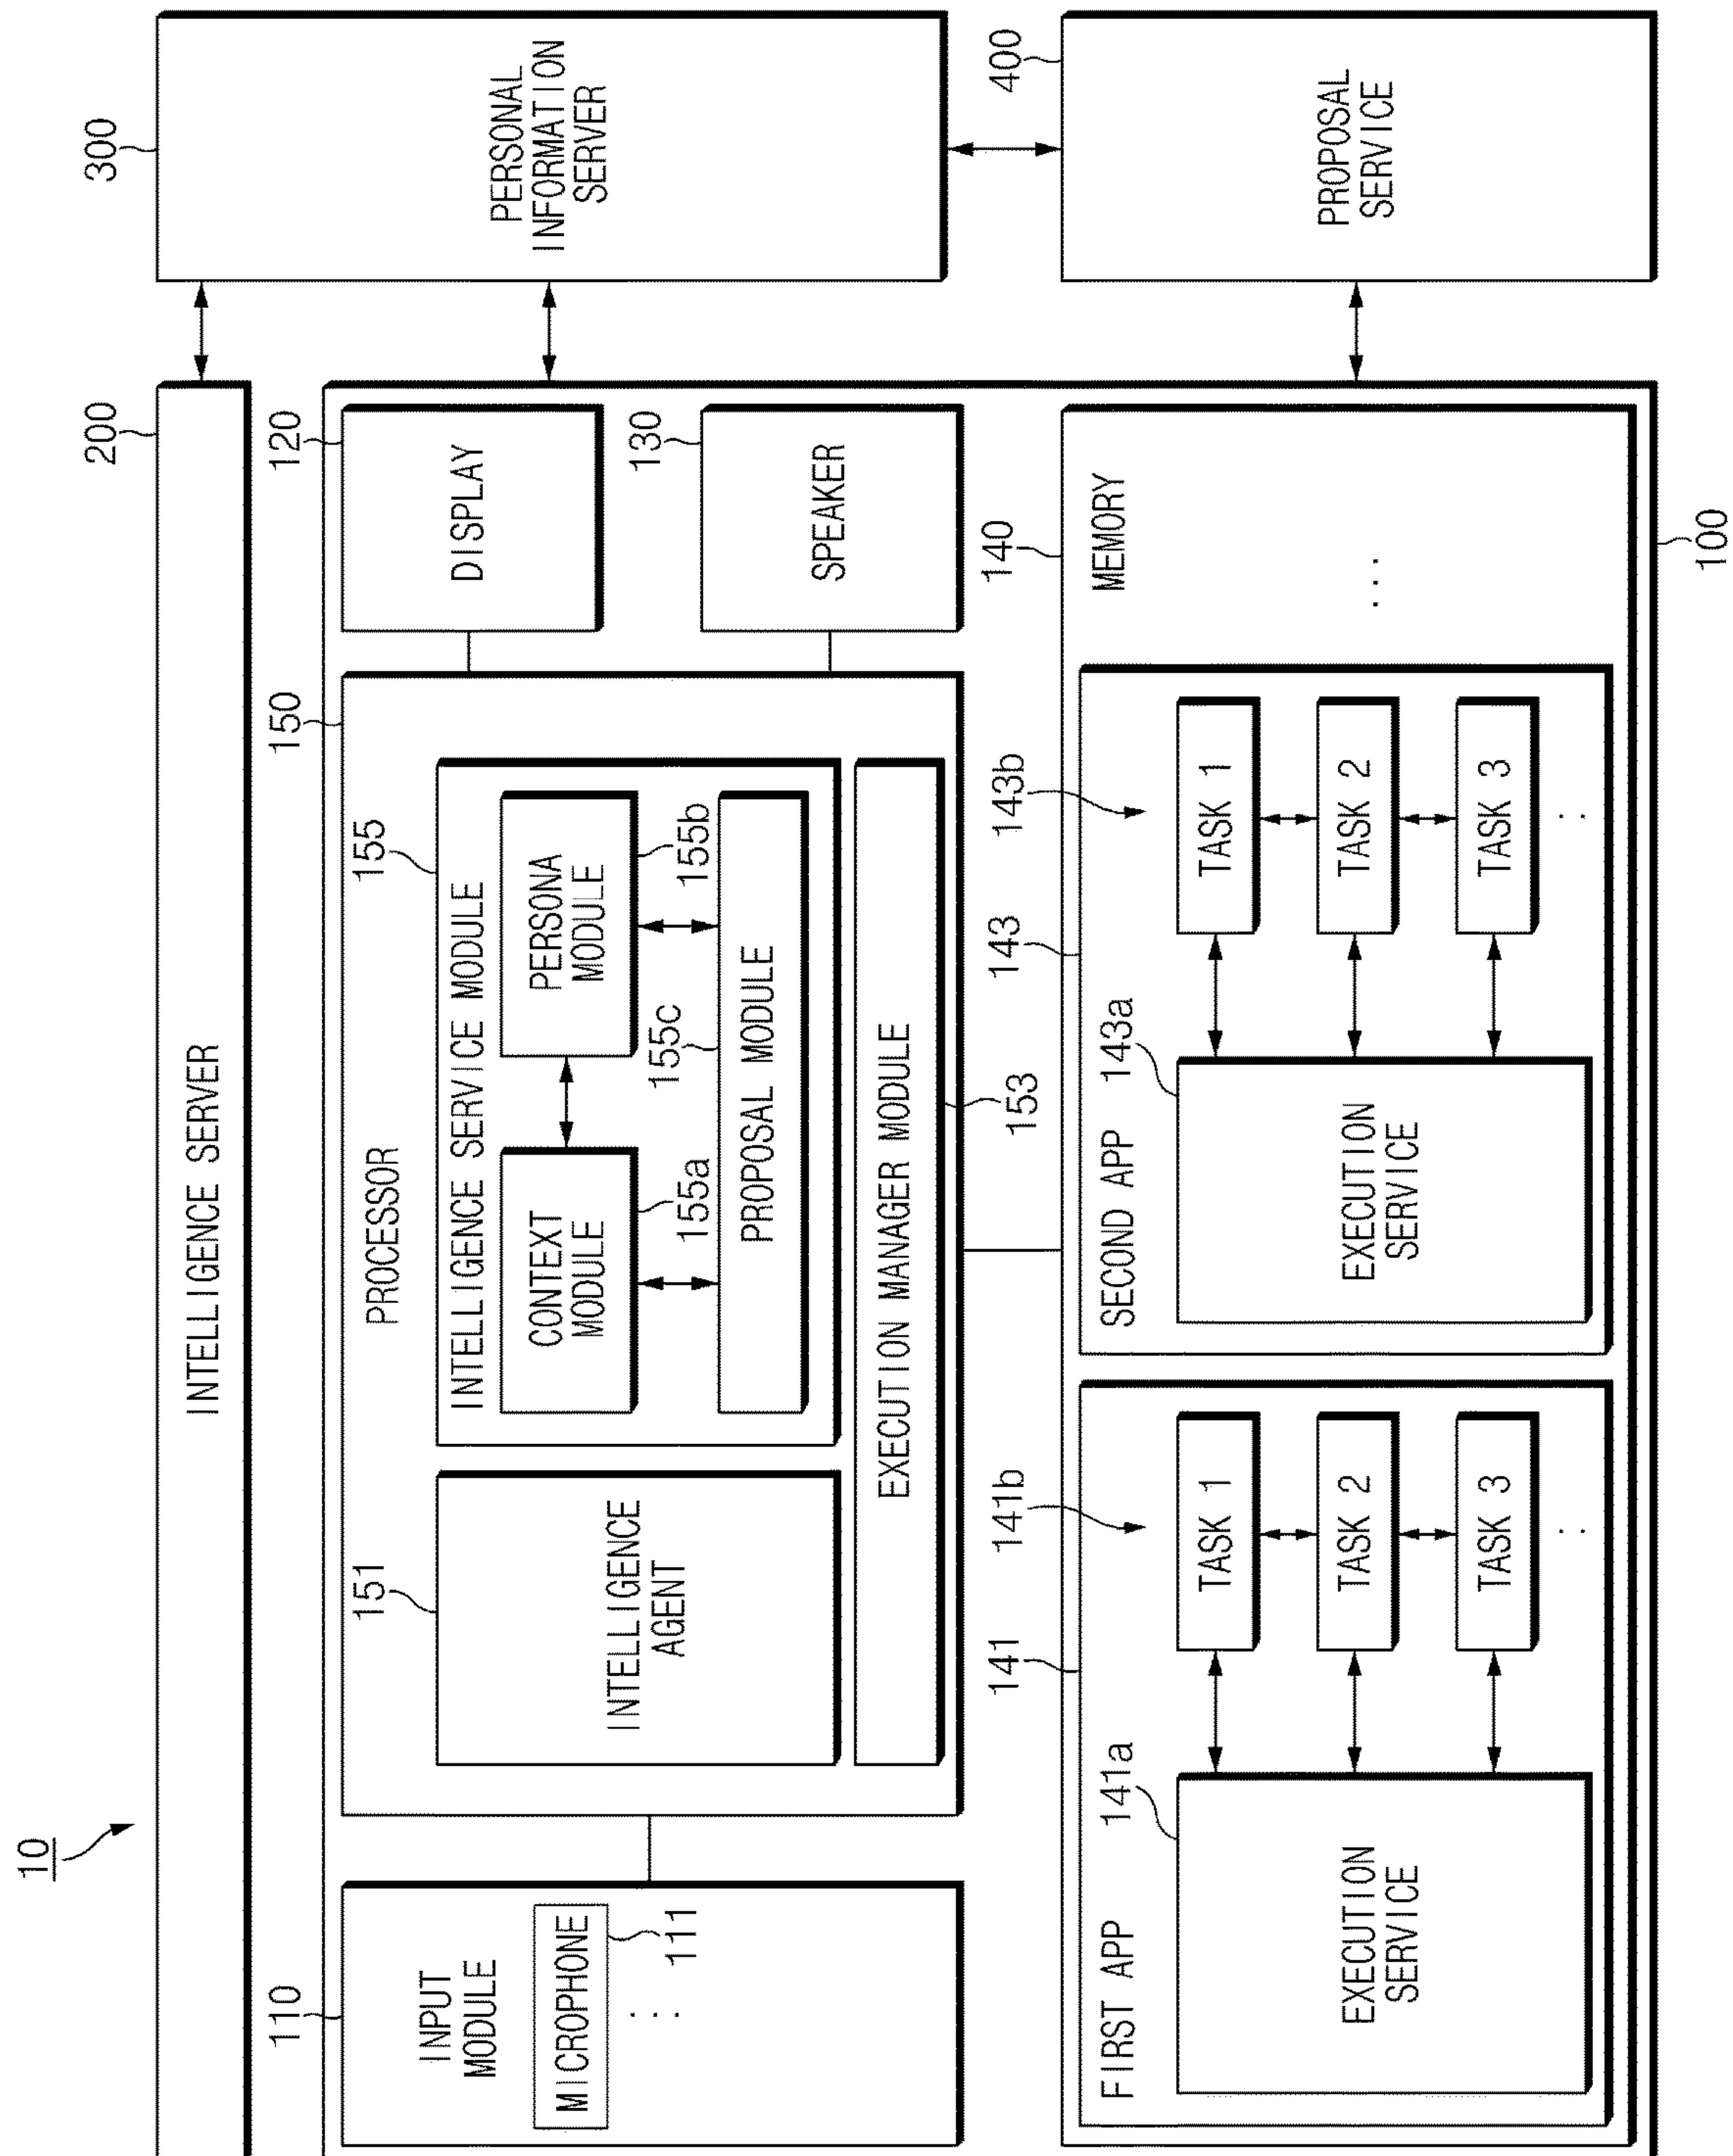 10
INTELLIGENCE SERVER
200
300
PERSONAL
INFORMATION
SERVER
110
INPUT
MODULE
MICROPHONE
111
...
150
PROCESSOR
151
INTELLIGENCE
AGENT
155
INTELLIGENCE SERVICE MODULE
CONTEXT
MODULE
155a
PERSONA
MODULE
155b
155c
PROPOSAL MODULE
EXECUTION MANAGER MODULE
153
120
DISPLAY
130
SPEAKER
140
MEMORY
...
141
FIRST APP
141a
EXECUTION
SERVICE
141b
TASK 1
TASK 2
TASK 3
:
143
SECOND APP
143a
EXECUTION
SERVICE
143b
TASK 1
TASK 2
TASK 3
:
100
400
PROPOSAL
SERVICE